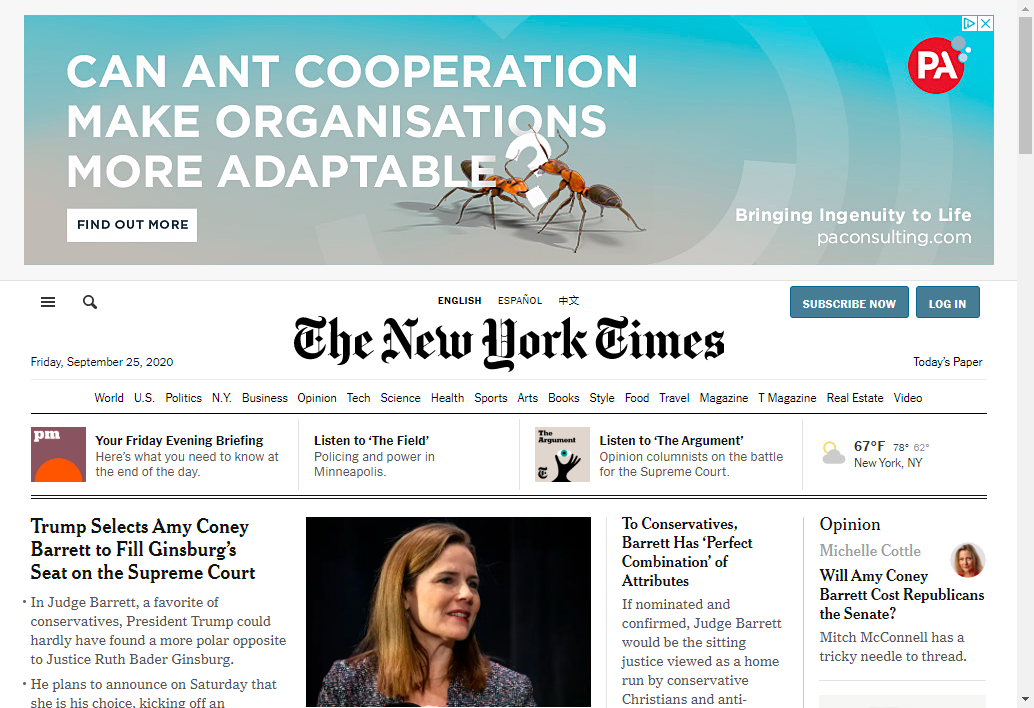 CAN ANT COOPERATION
MAKE ORGANISATIONS
MORE ADAPTABLE?
FIND OUT MORE
PA
Bringing Ingenuity to Life
paconsulting.com
ENGLISH ESPAÑOL 中文
SUBSCRIBE NOW LOG IN
The New York Times
Friday, September 25, 2020
Today's Paper
World U.S. Politics N.Y. Business Opinion Tech Science Health Sports Arts Books Style Food Travel Magazine T Magazine Real Estate Video
pm
Your Friday Evening Briefing
Here's what you need to know at
the end of the day.
Listen to ‘The Field’
Policing and power in
Minneapolis.
The
Argument
Listen to ‘The Argument’
Opinion columnists on the battle
for the Supreme Court.
67°F 78° 62°
New York, NY
Trump Selects Amy Coney
Barrett to Fill Ginsburg’s
Seat on the Supreme Court
• In Judge Barrett, a favorite of
conservatives, President Trump could
hardly have found a more polar opposite
to Justice Ruth Bader Ginsburg.
• He plans to announce on Saturday that
she is his choice, kicking off an
To Conservatives,
Barrett Has ‘Perfect
Combination’ of
Attributes
If nominated and
confirmed, Judge Barrett
would be the sitting
justice viewed as a home
run by conservative
Christians and anti-
Opinion
Michelle Cottle
Will Amy Coney
Barrett Cost Republicans
the Senate?
Mitch McConnell has a
tricky needle to thread.